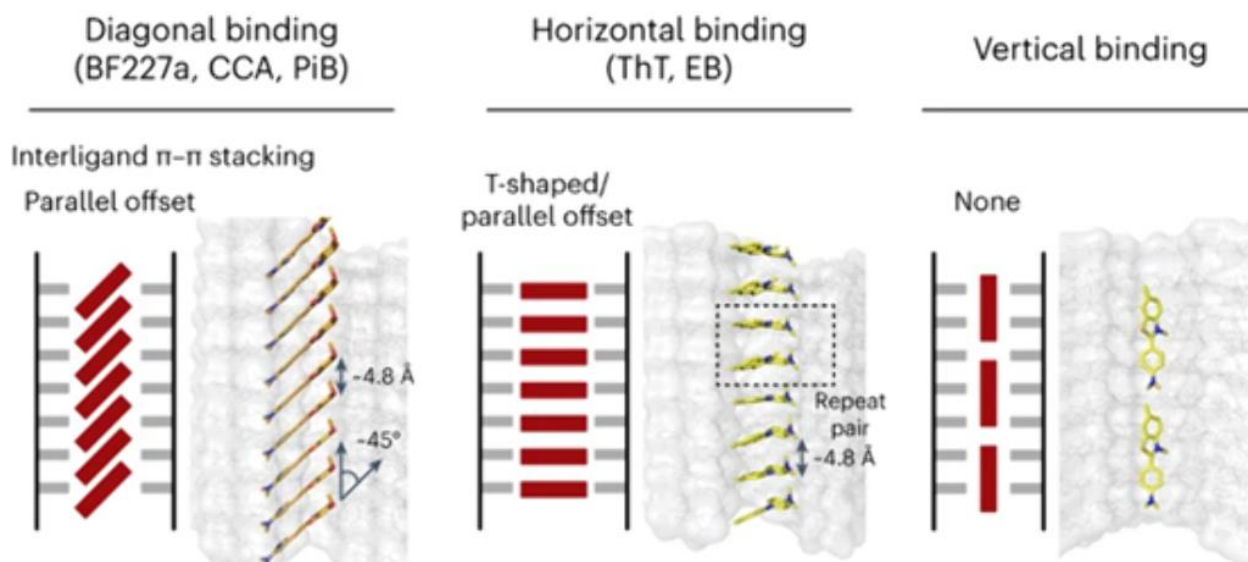 Diagonal binding
(BF227a, CCA, PiB)
Horizontal binding
(ThT, EB)
Vertical binding
Interligand π–π stacking
Parallel offset
T-shaped/
parallel offset
None
~4.8 Å
~45°
Repeat
pair
~4.8 Å